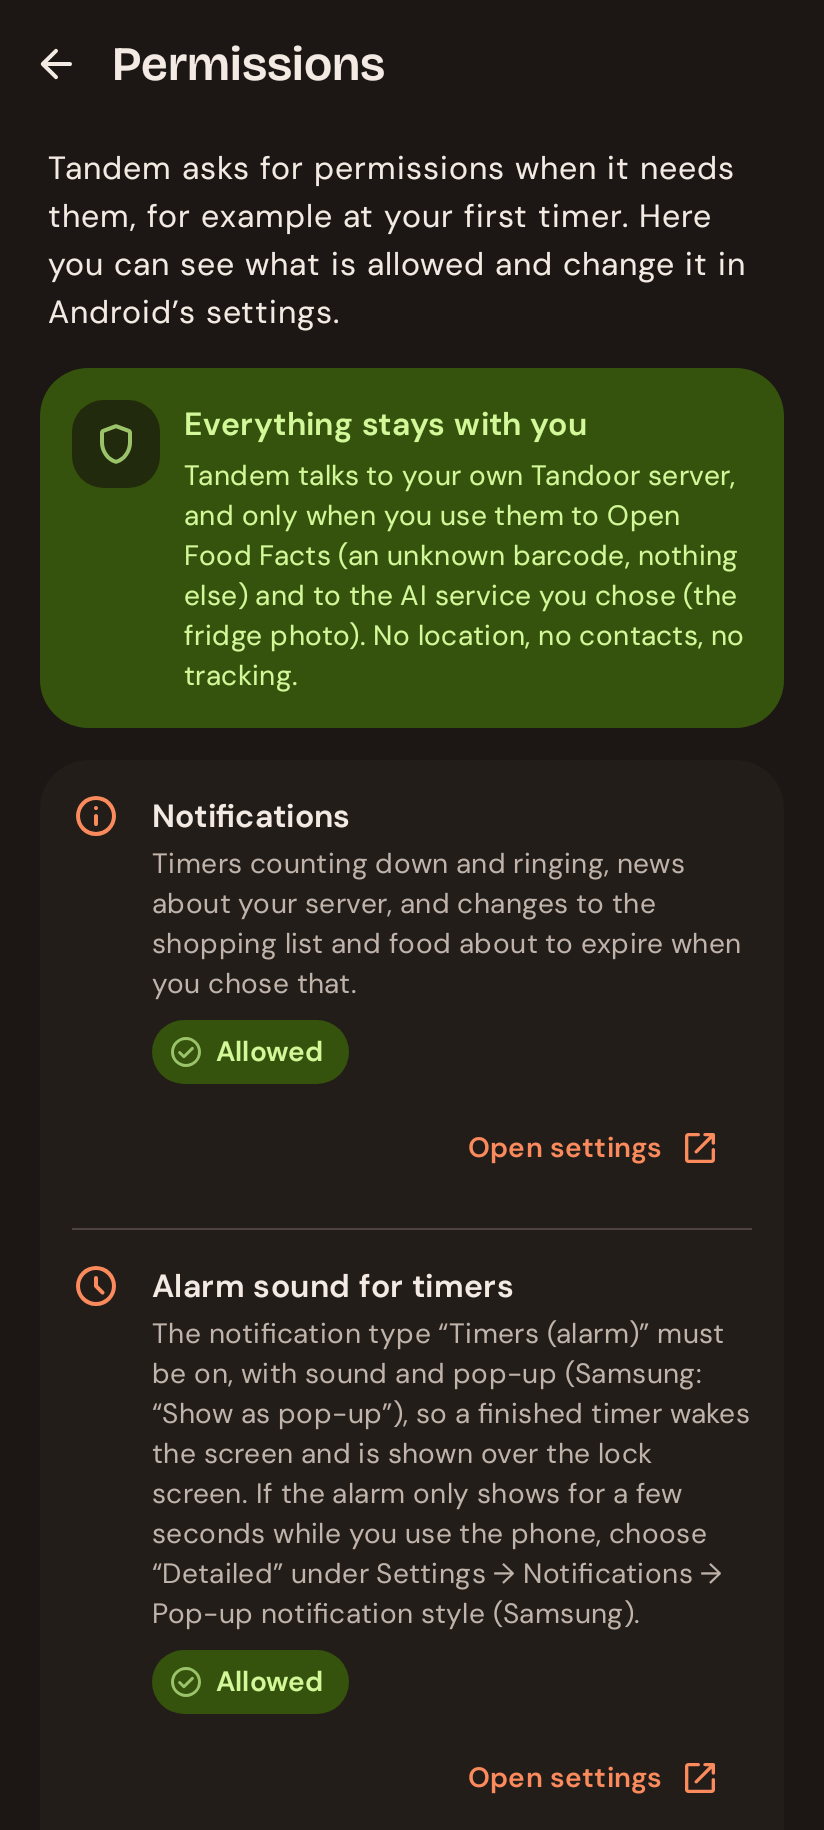 Permissions
Tandem asks for permissions when it needs
them, for example at your first timer. Here
you can see what is allowed and change it in
Android’s settings.
Everything stays with you
Tandem talks to your own Tandoor server,
and only when you use them to Open
Food Facts (an unknown barcode, nothing
else) and to the AI service you chose (the
fridge photo). No location, no contacts, no
tracking.
Notifications
Timers counting down and ringing, news
about your server, and changes to the
shopping list and food about to expire when
you chose that.
Allowed
Open settings
Alarm sound for timers
The notification type “Timers (alarm)” must
be on, with sound and pop-up (Samsung:
“Show as pop-up”), so a finished timer wakes
the screen and is shown over the lock
screen. If the alarm only shows for a few
seconds while you use the phone, choose
“Detailed” under Settings → Notifications →
Pop-up notification style (Samsung).
Allowed
Open settings